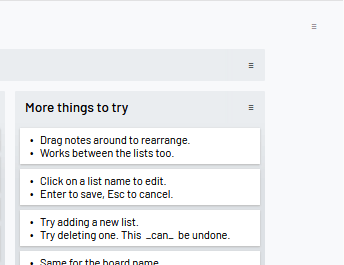 More things to try
• Drag notes around to rearrange.
• Works between the lists too.
• Click on a list name to edit.
• Enter to save, Esc to cancel.
• Try adding a new list.
• Try deleting one. This _can_ be undone.
• Same for the board name